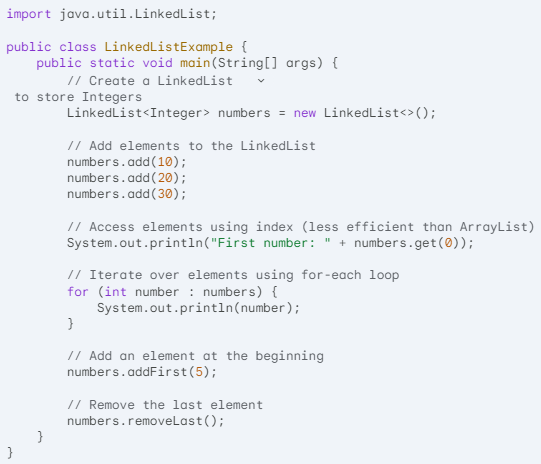 import java.util.LinkedList;

public class LinkedListExample {
    public static void main(String[] args) {
        // Create a LinkedList
 to store Integers
        LinkedList<Integer> numbers = new LinkedList<>();

        // Add elements to the LinkedList
        numbers.add(10);
        numbers.add(20);
        numbers.add(30);

        // Access elements using index (less efficient than ArrayList)
        System.out.println("First number: " + numbers.get(0));

        // Iterate over elements using for-each loop
        for (int number : numbers) {
            System.out.println(number);
        }

        // Add an element at the beginning
        numbers.addFirst(5);

        // Remove the last element
        numbers.removeLast();
    }
}